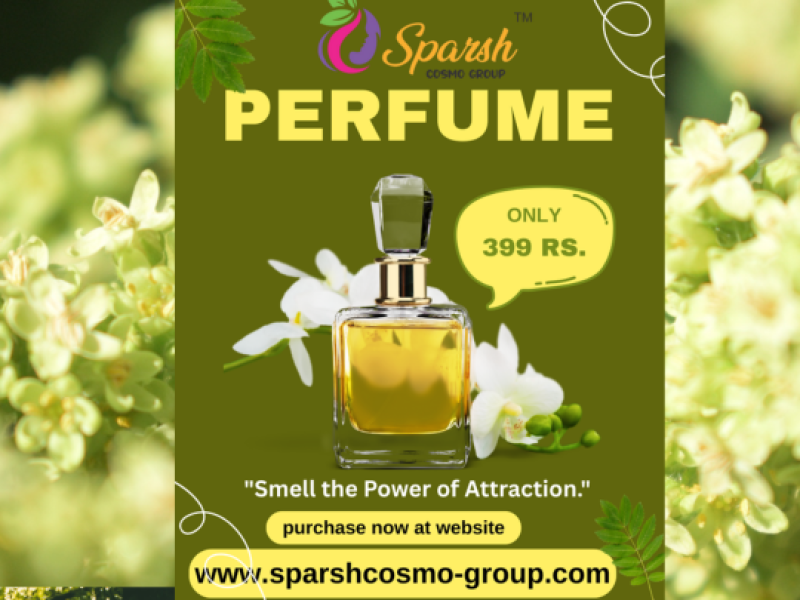 Sparsh TM
COSMO GROUP
PERFUME
ONLY
399 RS.
"Smell the Power of Attraction."
purchase now at website
www.sparshcosmo-group.com